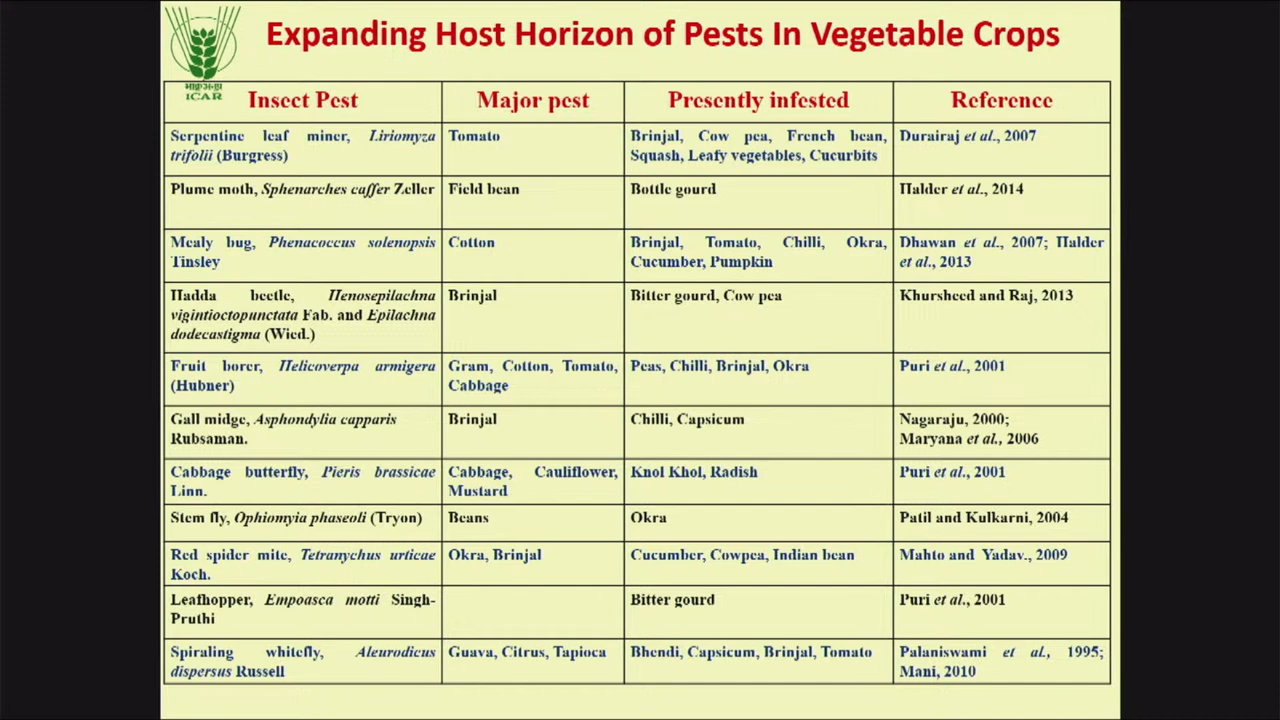 Expanding Host Horizon of Pests In Vegetable Crops
ICAR
Insect Pest Major pest Presently infested Reference
Serpentine leaf miner, Liriomyza Tomato Brinjal, Cow pea, French bean, Durairaj et al., 2007
trifolii (Burgress) Squash, Leafy vegetables, Cucurbits
Plume moth, Sphenarches caffer Zeller Field bean Bottle gourd Halder et al., 2014
Mealy bug, Phenacoccus solenopsis Cotton Brinjal, Tomato, Chilli, Okra, Dhawan et al., 2007; Halder
Tinsley Cucumber, Pumpkin et al., 2013
Hadda beetle, Henosepilachna Brinjal Bitter gourd, Cow pea Khursheed and Raj, 2013
vigintioctopunctata Fab. and Epilachna
dodecastigma (Wied.)
Fruit borer, Helicoverpa armigera Gram, Cotton, Tomato, Peas, Chilli, Brinjal, Okra Puri et al., 2001
(Hubner) Cabbage
Gall midge, Asphondylia capparis Brinjal Chilli, Capsicum Nagaraju, 2000;
Rubsaman. Maryana et al., 2006
Cabbage butterfly, Pieris brassicae Cabbage, Cauliflower, Knol Khol, Radish Puri et al., 2001
Linn. Mustard
Stem fly, Ophiomyia phaseoli (Tryon) Beans Okra Patil and Kulkarni, 2004
Red spider mite, Tetranychus urticae Okra, Brinjal Cucumber, Cowpea, Indian bean Mahto and Yadav., 2009
Koch.
Leafhopper, Empoasca motti Singh- Bitter gourd Puri et al., 2001
Pruthi
Spiraling whitefly, Aleurodicus Guava, Citrus, Tapioca Bhendi, Capsicum, Brinjal, Tomato Palaniswami et al., 1995;
dispersus Russell Mani, 2010